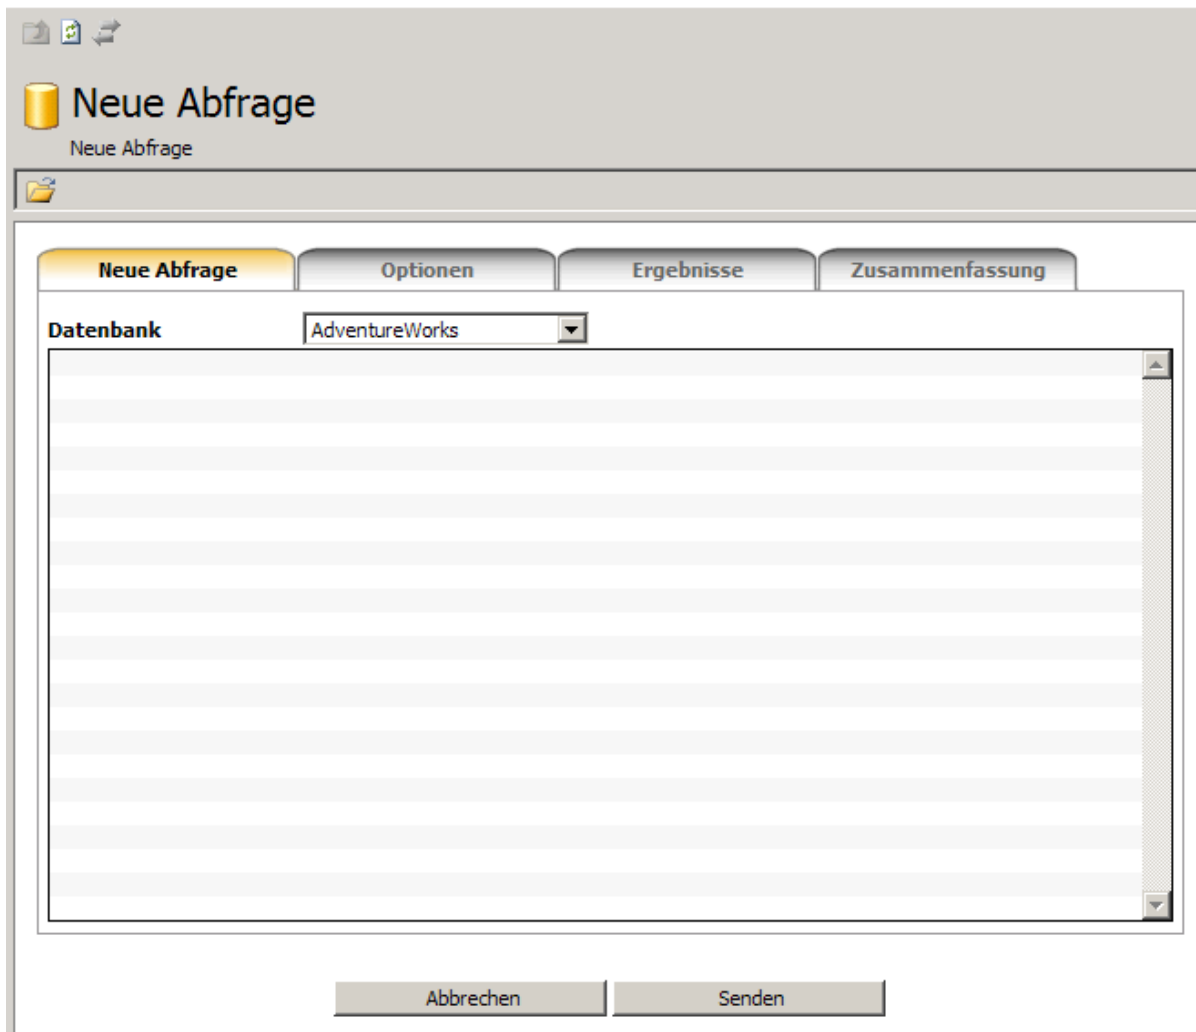 Neue Abfrage
Neue Abfrage
Neue Abfrage Optionen Ergebnisse Zusammenfassung
Datenbank AdventureWorks
Abbrechen Senden